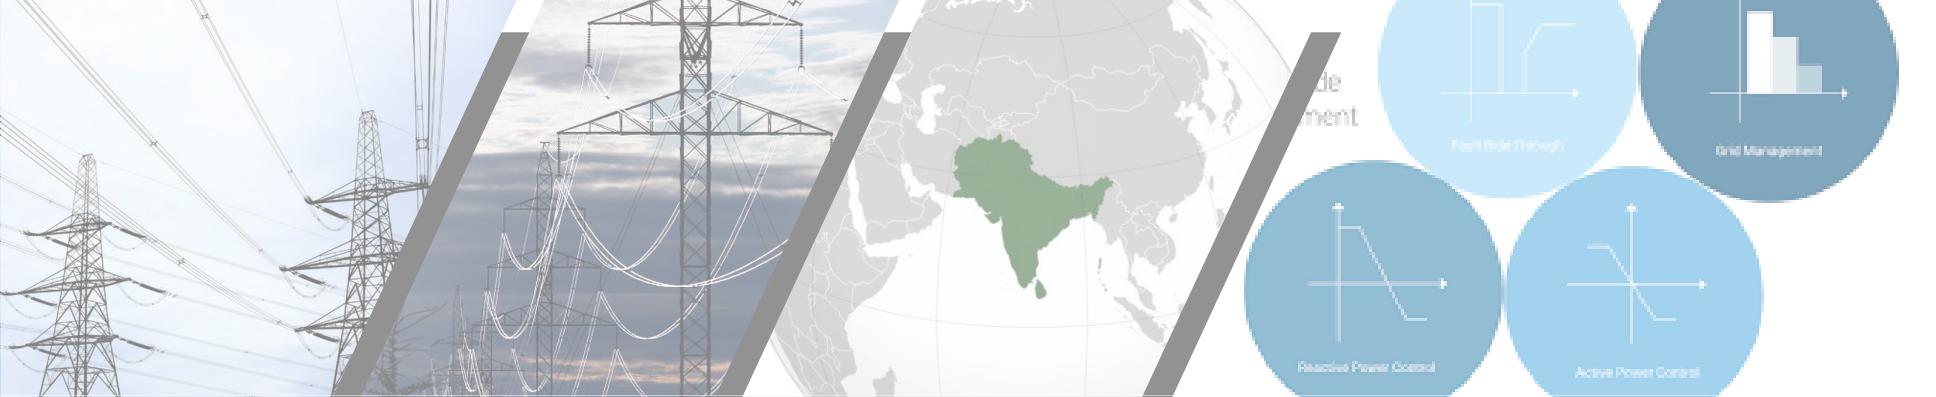 Fault Ride Through
Grid Management
Reactive Power Control
Active Power Control